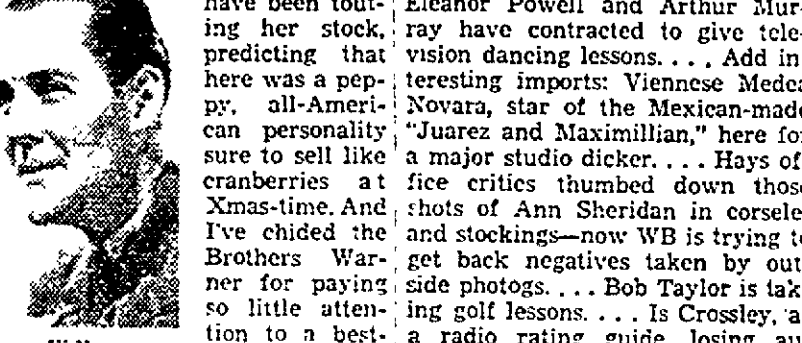 have been tout-
ing her stock,
predicting that
here was a pep-
py, all-Ameri-
can personality
sure to sell like
cranberries at
Xmas-time. And
I've chided the
Brothers War-
ner for paying
so little atten-
tion to a best-
Eleanor Powell and Arthur Mur-
ray have contracted to give tele-
vision dancing lessons. . . . Add in
teresting imports: Viennese Medea
Novara, star of the Mexican-made
"Juarez and Maximillian," here for
a major studio dicker. . . . Hays of
fice critics thumbed down those
shots of Ann Sheridan in corsele
and stockings—now WB is trying to
get back negatives taken by out
side photogs. . . . Bob Taylor is tak
ing golf lessons. . . . Is Crossley, a
a radio rating guide, losing au